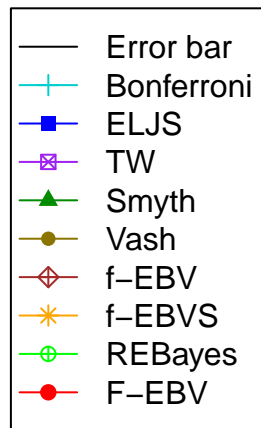 Error bar
Bonferroni
ELJS
TW
Smyth
Vash
f−EBV
f−EBVS
REBayes
F−EBV